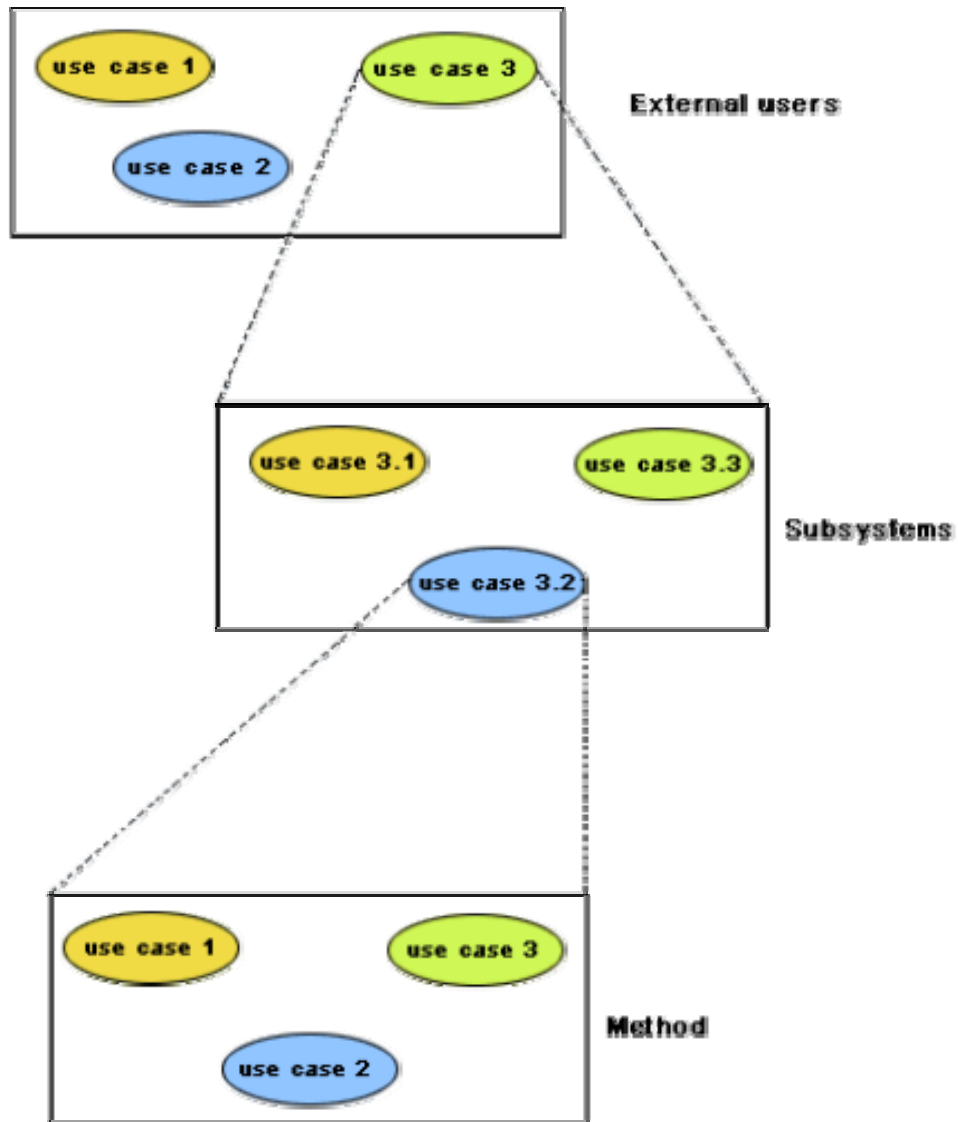 use case 1
use case 3
External users
use case 2
use case 3.1
use case 3.3
Subsystems
use case 3.2
use case 1
use case 3
Method
use case 2